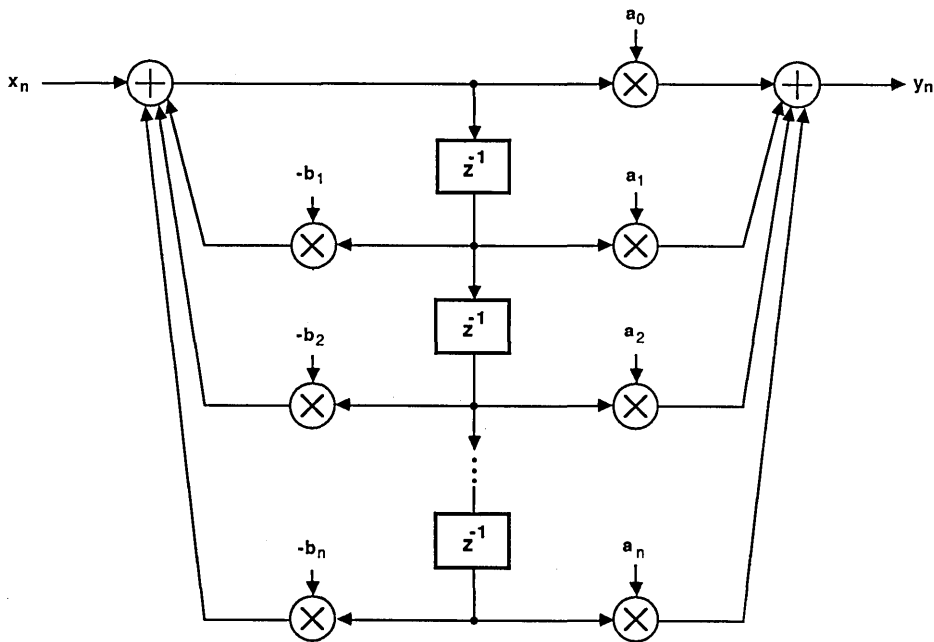 a₀
xₙ
yₙ
z⁻¹
-b₁
a₁
z⁻¹
-b₂
a₂
z⁻¹
-bₙ
aₙ